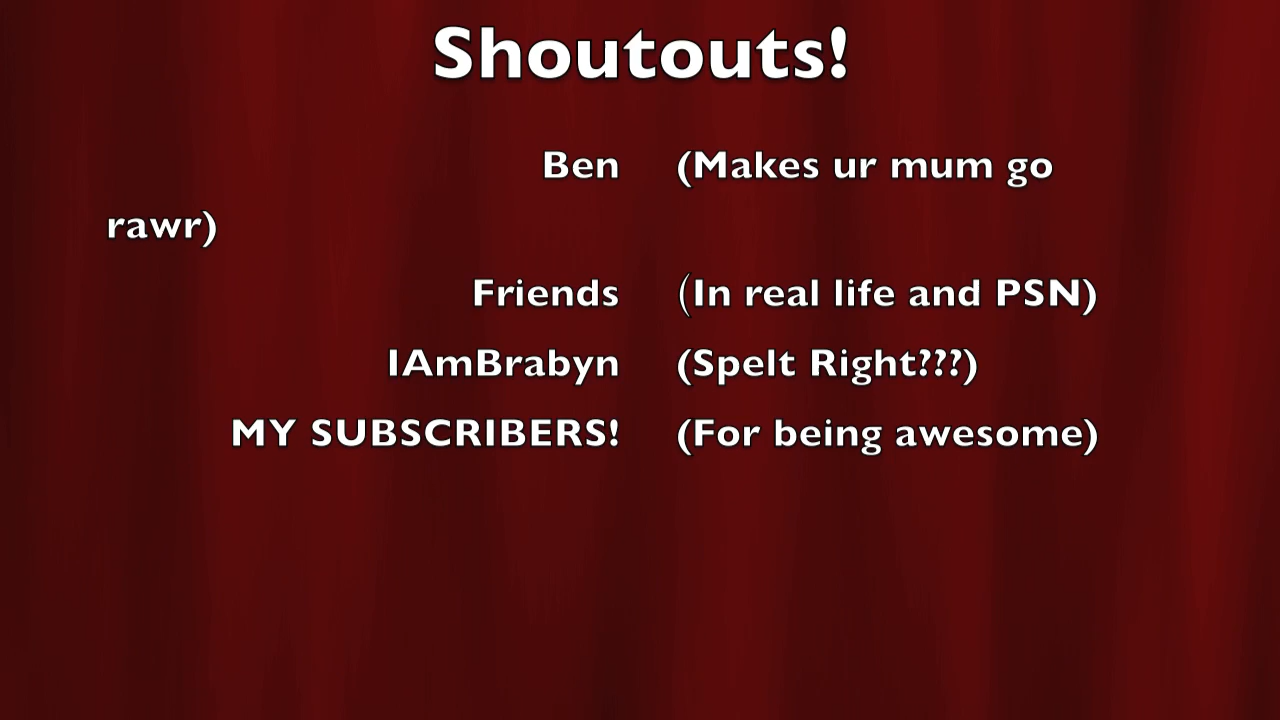 Shoutouts!
Ben (Makes ur mum go
rawr)
Friends (In real life and PSN)
IAmBrabyn (Spelt Right???)
MY SUBSCRIBERS! (For being awesome)